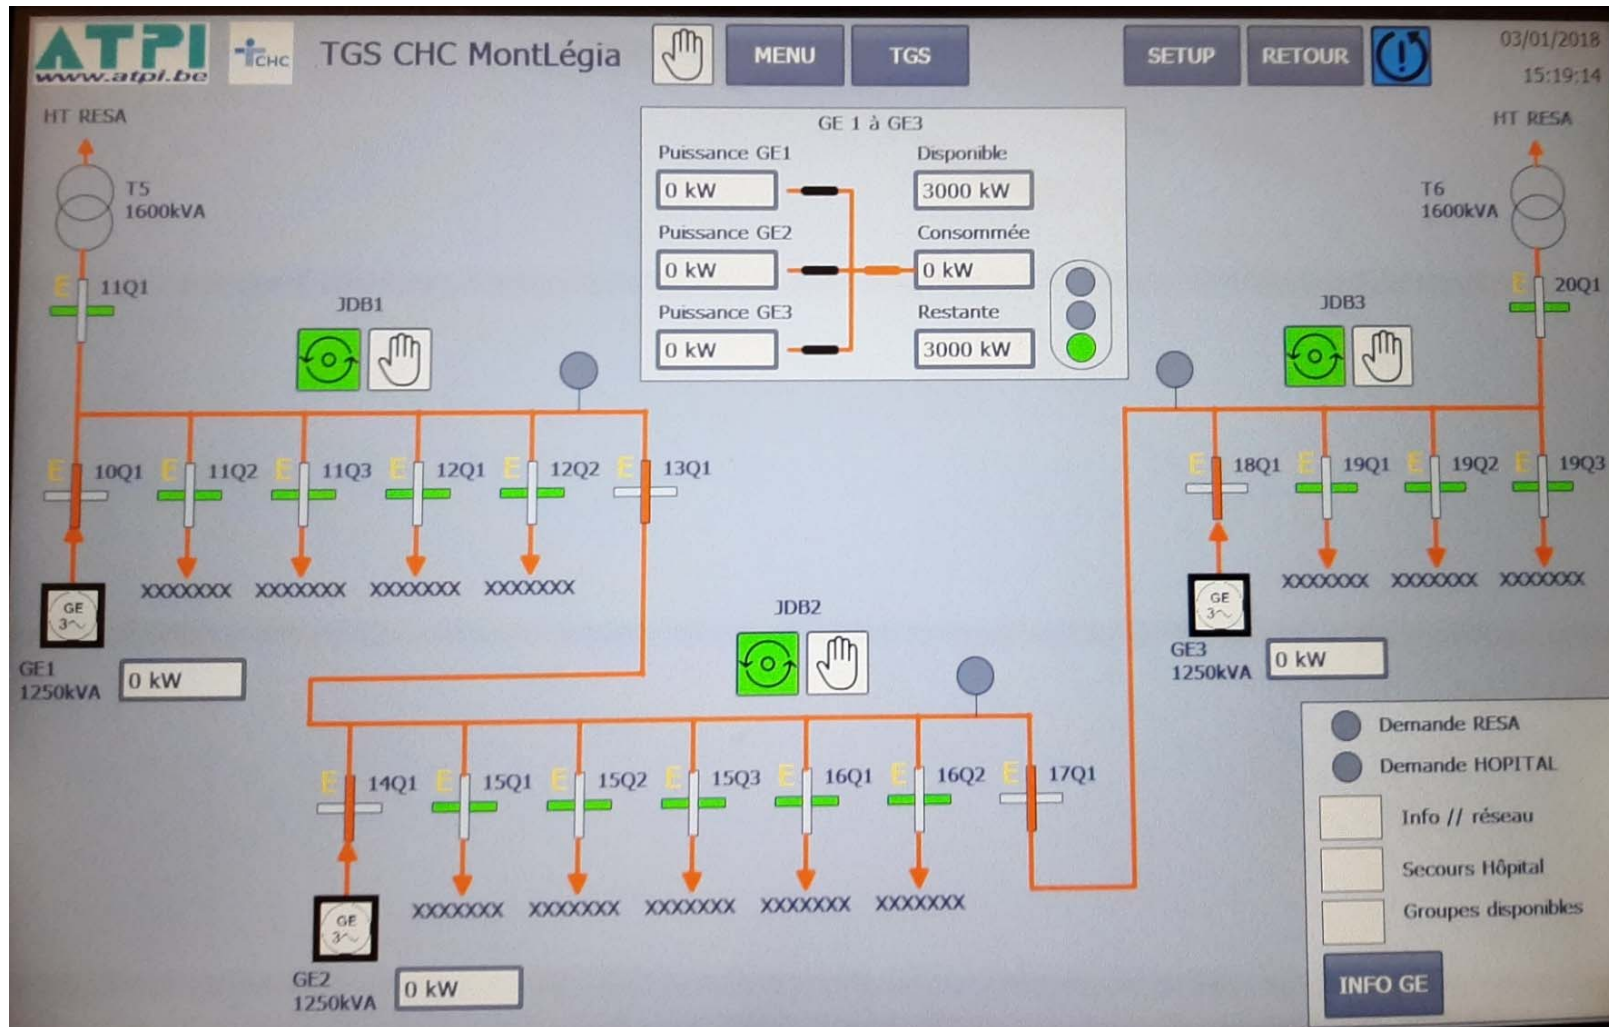 ATPI
www.atpi.be
CHC
TGS CHC MontLégia
MENU
TGS
SETUP
RETOUR
03/01/2018
15:19:14
HT RESA
T5
1600kVA
11Q1
JDB1
GE 1 à GE3
Puissance GE1
Disponible
0 kW
3000 kW
Puissance GE2
Consommée
0 kW
0 kW
Puissance GE3
Restante
0 kW
3000 kW
HT RESA
T6
1600kVA
20Q1
JDB3
E
E
E 10Q1
E 11Q2
E 11Q3
E 12Q1
E 12Q2
E 13Q1
E 18Q1
E 19Q1
E 19Q2
E 19Q3
XXXXXXX
XXXXXXX
XXXXXXX
XXXXXXX
XXXXXXX
XXXXXXX
XXXXXXX
GE
3~
GE1
1250kVA
0 kW
GE
3~
GE3
1250kVA
0 kW
JDB2
E 14Q1
E 15Q1
E 15Q2
E 15Q3
E 16Q1
E 16Q2
E 17Q1
XXXXXXX
XXXXXXX
XXXXXXX
XXXXXXX
XXXXXXX
GE
3~
GE2
1250kVA
0 kW
Demande RESA
Demande HOPITAL
Info // réseau
Secours Hôpital
Groupes disponibles
INFO GE